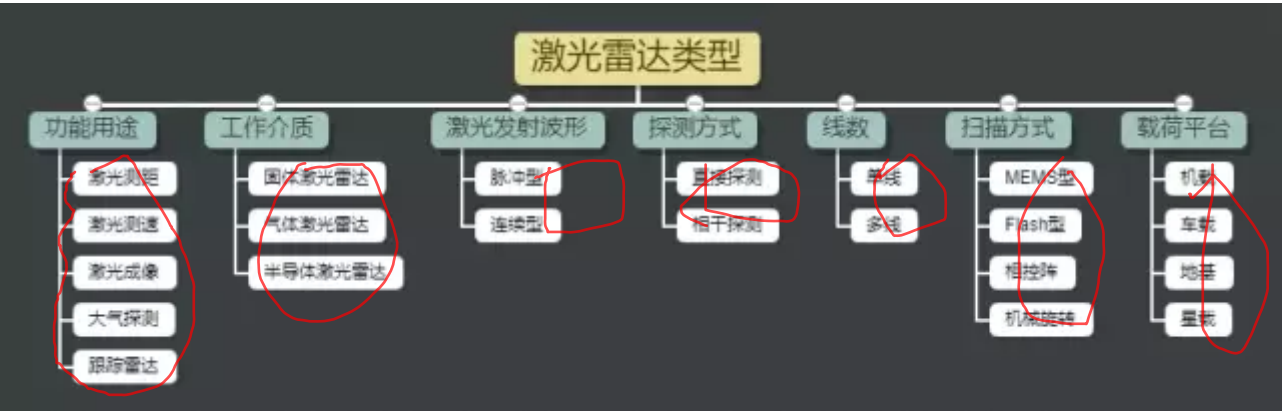 激光雷达类型
功能用途
激光测距
激光测速
激光成像
大气探测
跟踪雷达
工作介质
固体激光雷达
气体激光雷达
半导体激光雷达
激光发射波形
脉冲型
连续型
探测方式
直接探测
相干探测
线数
单线
多线
扫描方式
MEMS型
Flash型
相控阵
机械旋转
载荷平台
机载
车载
地基
星载